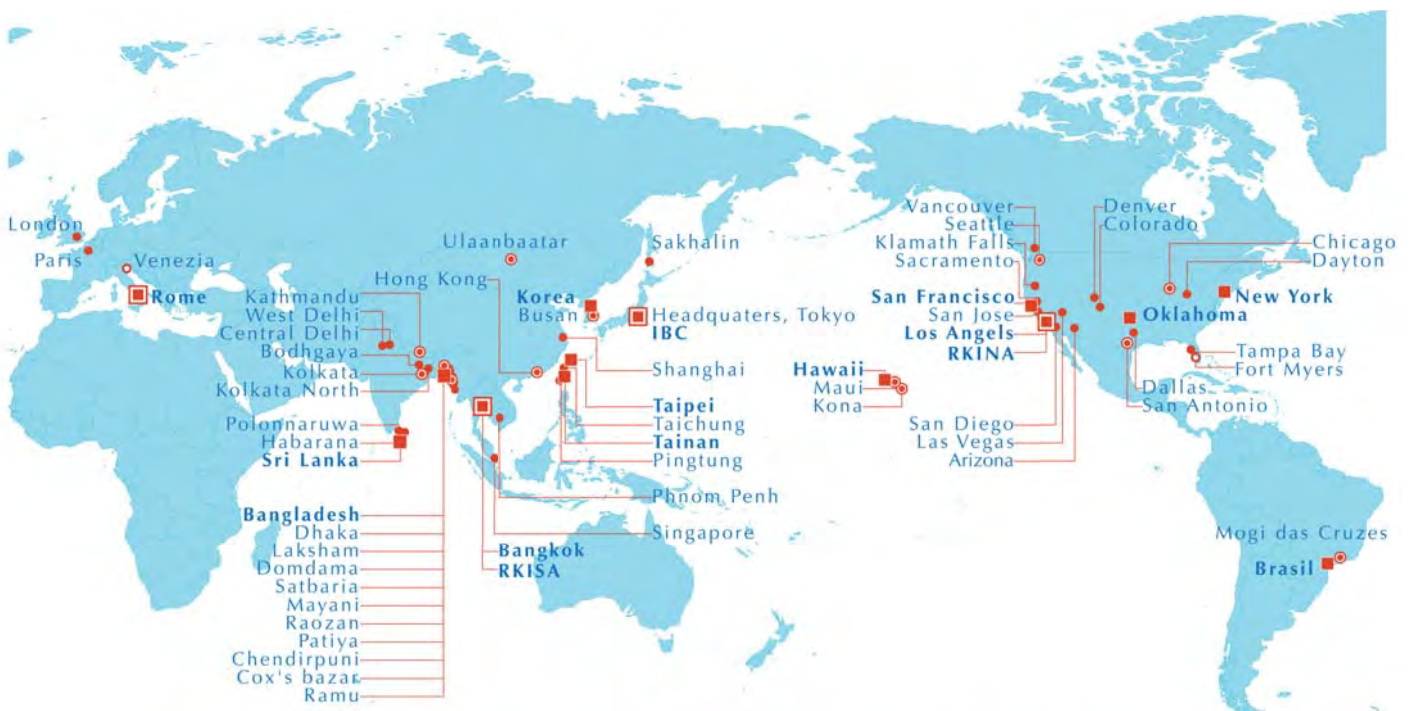 London
Paris
Venezia
Rome
Ulaanbaatar
Hong Kong
Kathmandu
West Delhi
Central Delhi
Bodhgaya
Kolkata
Kolkata North
Polonnaruwa
Habarana
Sri Lanka
Bangladesh
Dhaka
Laksham
Domdama
Satbaria
Mayani
Raozan
Patiya
Chendirpuni
Cox's bazar
Ramu
Sakhalin
Korea
Busan
Headquaters, Tokyo
IBC
Shanghai
Taipei
Taichung
Tainan
Pingtung
Phnom Penh
Singapore
Bangkok
RKISA
Hawaii
Maui
Kona
Vancouver
Seattle
Klamath Falls
Sacramento
San Francisco
San Jose
Los Angels
RKINA
San Diego
Las Vegas
Arizona
Denver
Colorado
Chicago
Dayton
New York
Oklahoma
Tampa Bay
Fort Myers
Dallas
San Antonio
Mogi das Cruzes
Brasil